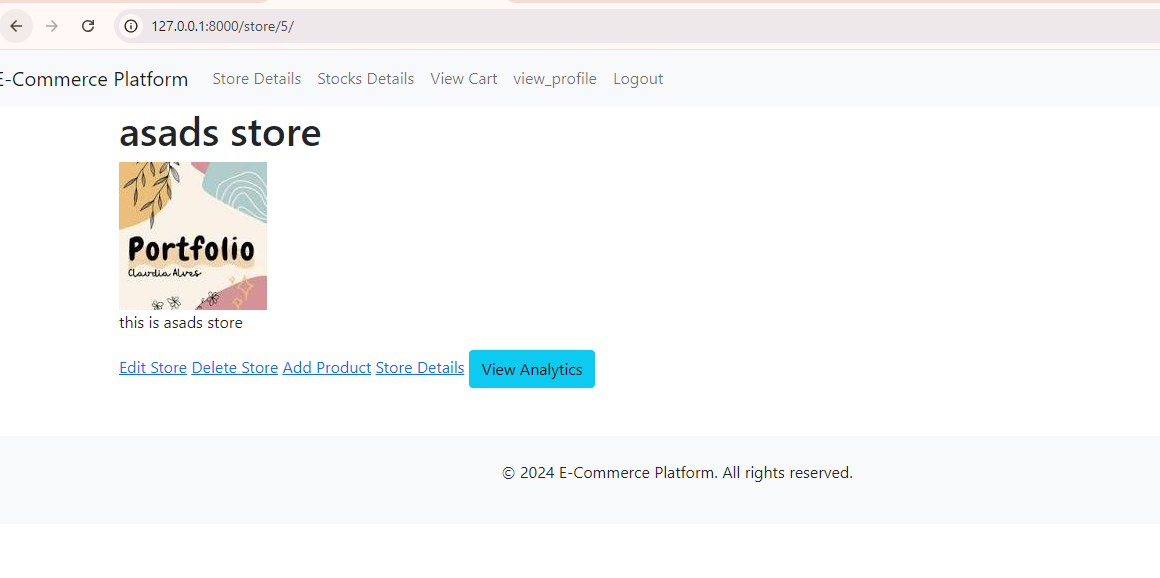 127.0.0.1:8000/store/5/
E-Commerce Platform Store Details Stocks Details View Cart view_profile Logout
asads store
Portfolio
Claudia Alves
this is asads store
Edit Store Delete Store Add Product Store Details View Analytics
© 2024 E-Commerce Platform. All rights reserved.